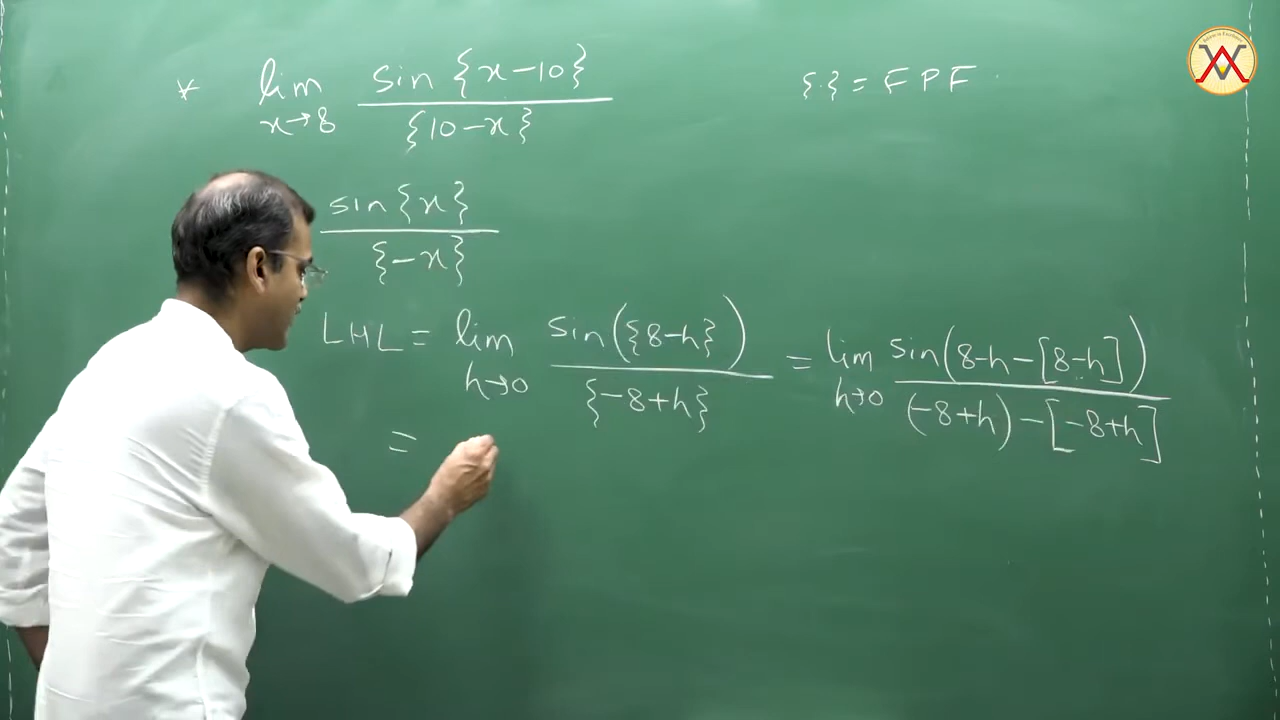 * lim x→8 sin{x-10} / {10-x} {.} = FPF
sin{x} / {-x}
LHL = lim h→0 sin({8-h}) / {-8+h} = lim h→0 sin(8-h-[8-h]) / (-8+h)-[-8+h]
=